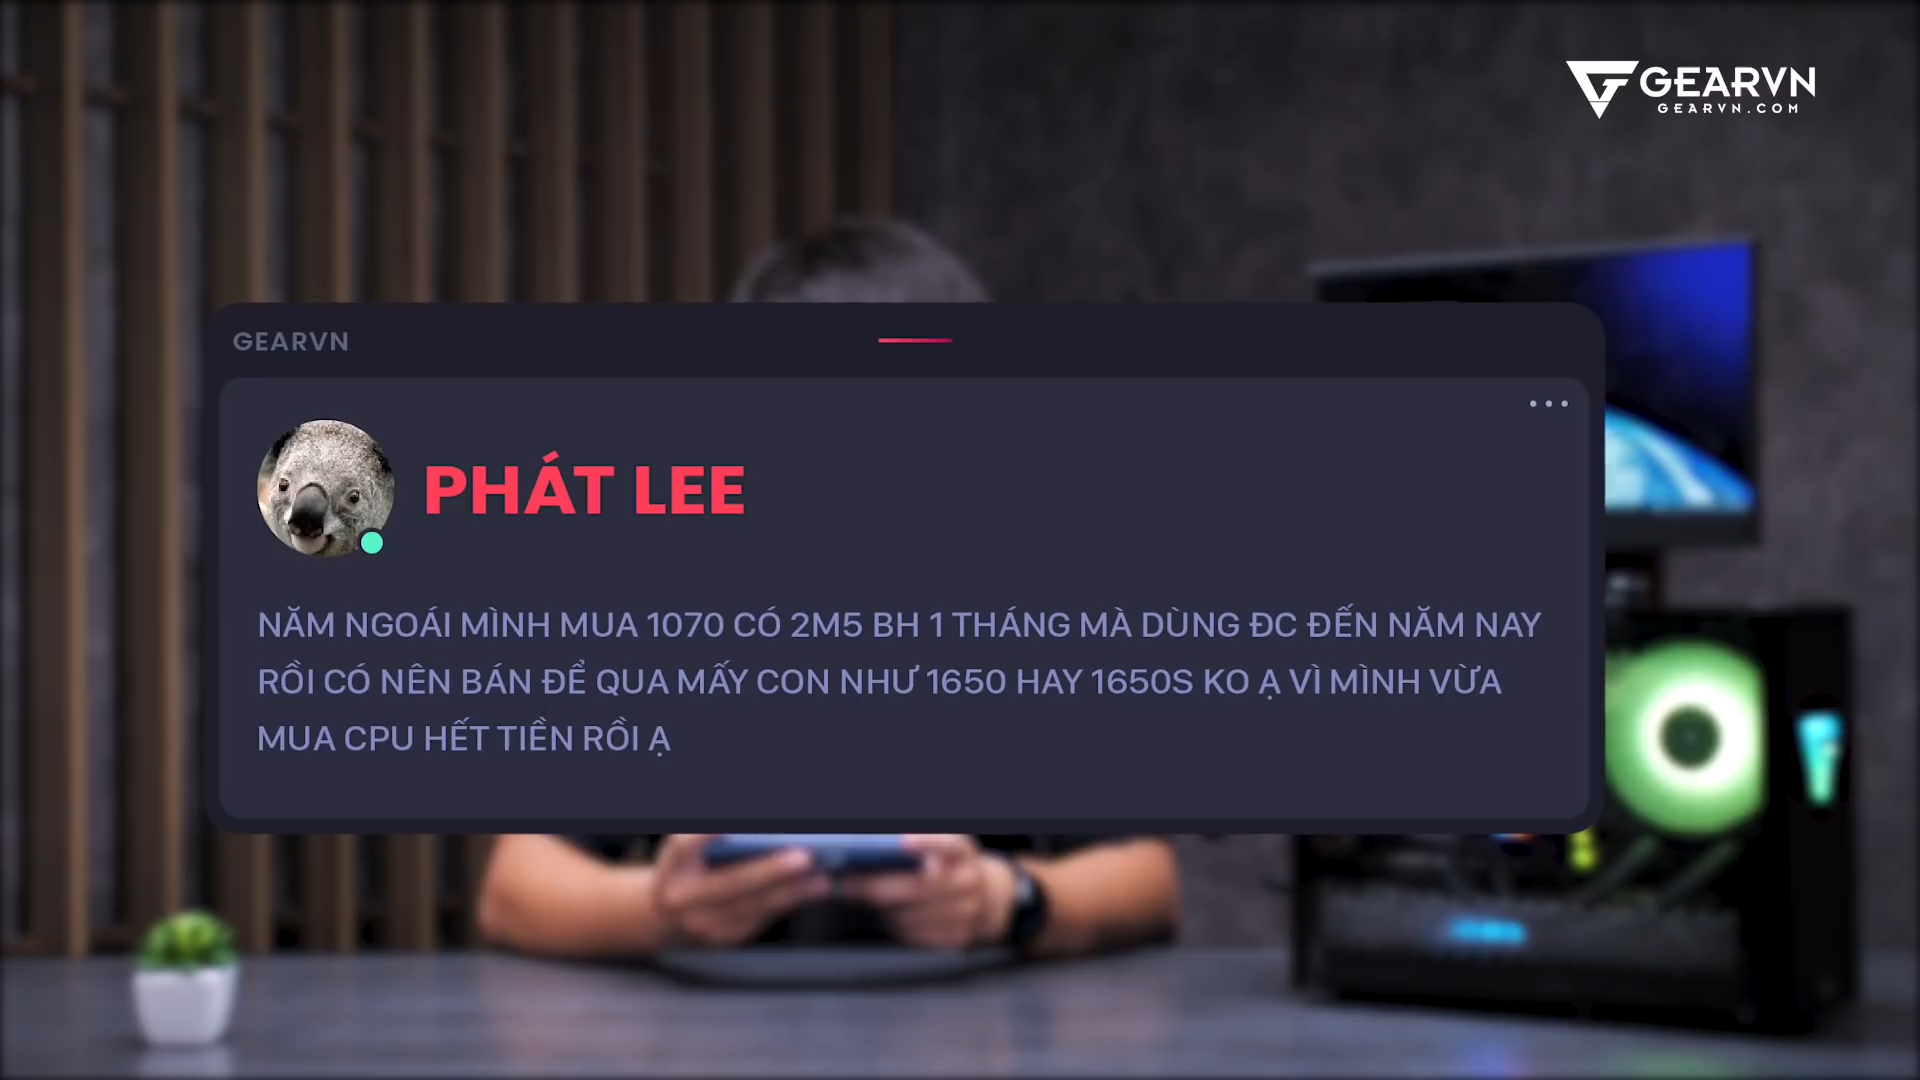 GEARVN
GEARVN.COM
GEARVN
PHÁT LEE
NĂM NGOÁI MÌNH MUA 1070 CÓ 2M5 BH 1 THÁNG MÀ DÙNG ĐC ĐẾN NĂM NAY
RỒI CÓ NÊN BÁN ĐỂ QUA MẤY CON NHƯ 1650 HAY 1650S KO Ạ VÌ MÌNH VỪA
MUA CPU HẾT TIỀN RỒI Ạ